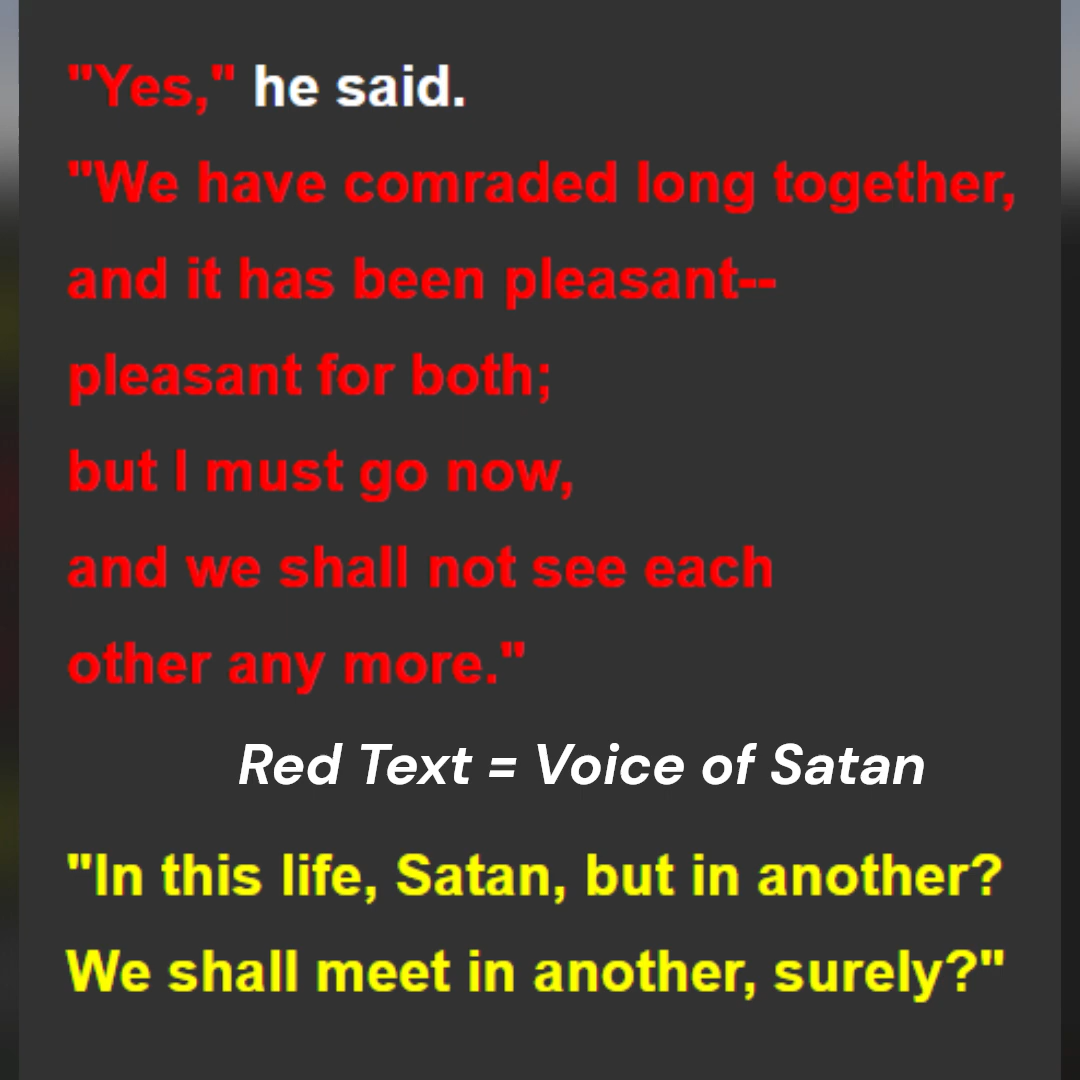 "Yes," he said.
"We have comraded long together,
and it has been pleasant--
pleasant for both;
but I must go now,
and we shall not see each
other any more."
Red Text = Voice of Satan
"In this life, Satan, but in another?
We shall meet in another, surely?"